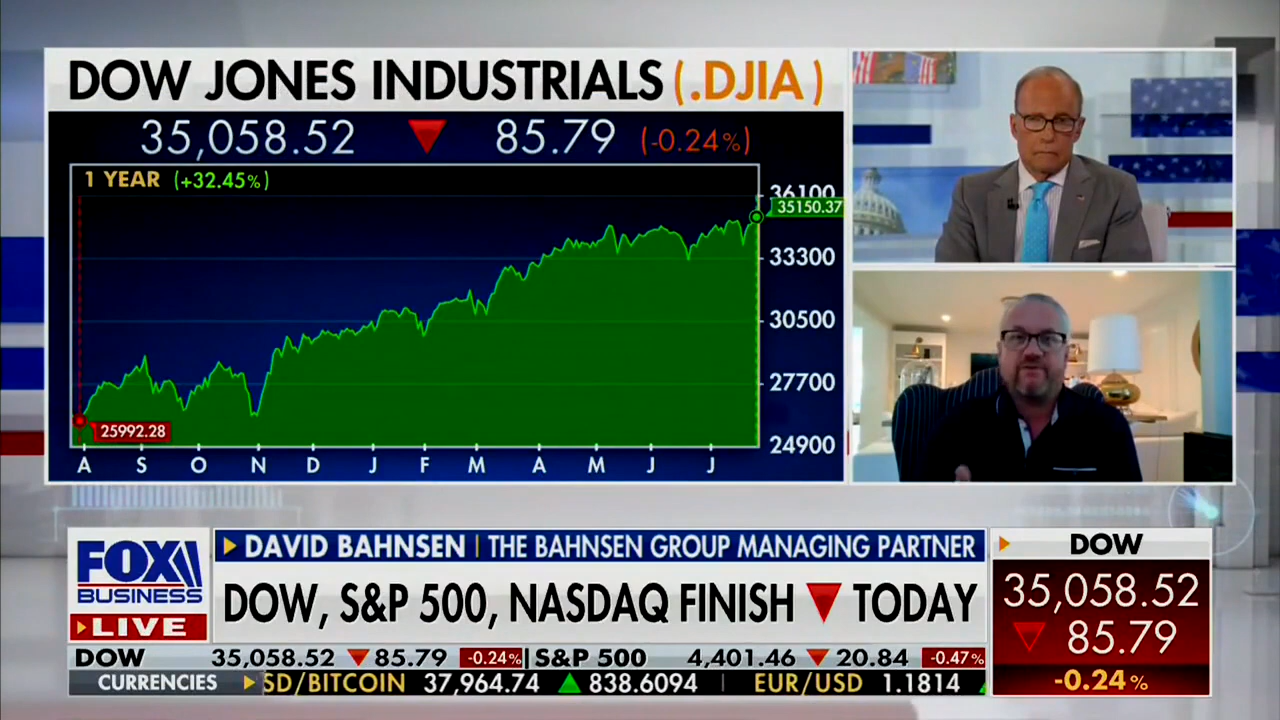 DOW JONES INDUSTRIALS (.DJIA )
35,058.52 ▼ 85.79 (-0.24%)
1 YEAR (+32.45%)
36100
35150.37
33300
30500
27700
24900
25992.28
A S O N D J F M A M J J
FOX
BUSINESS
LIVE
DAVID BAHNSEN | THE BAHNSEN GROUP MANAGING PARTNER
DOW, S&P 500, NASDAQ FINISH ▼ TODAY
DOW
35,058.52
▼ 85.79
-0.24%
DOW 35,058.52 ▼ 85.79 -0.24% | S&P 500 4,401.46 ▼ 20.84 -0.47%
CURRENCIES SD/BITCOIN 37,964.74 ▲ 838.6094 | EUR/USD 1.1814